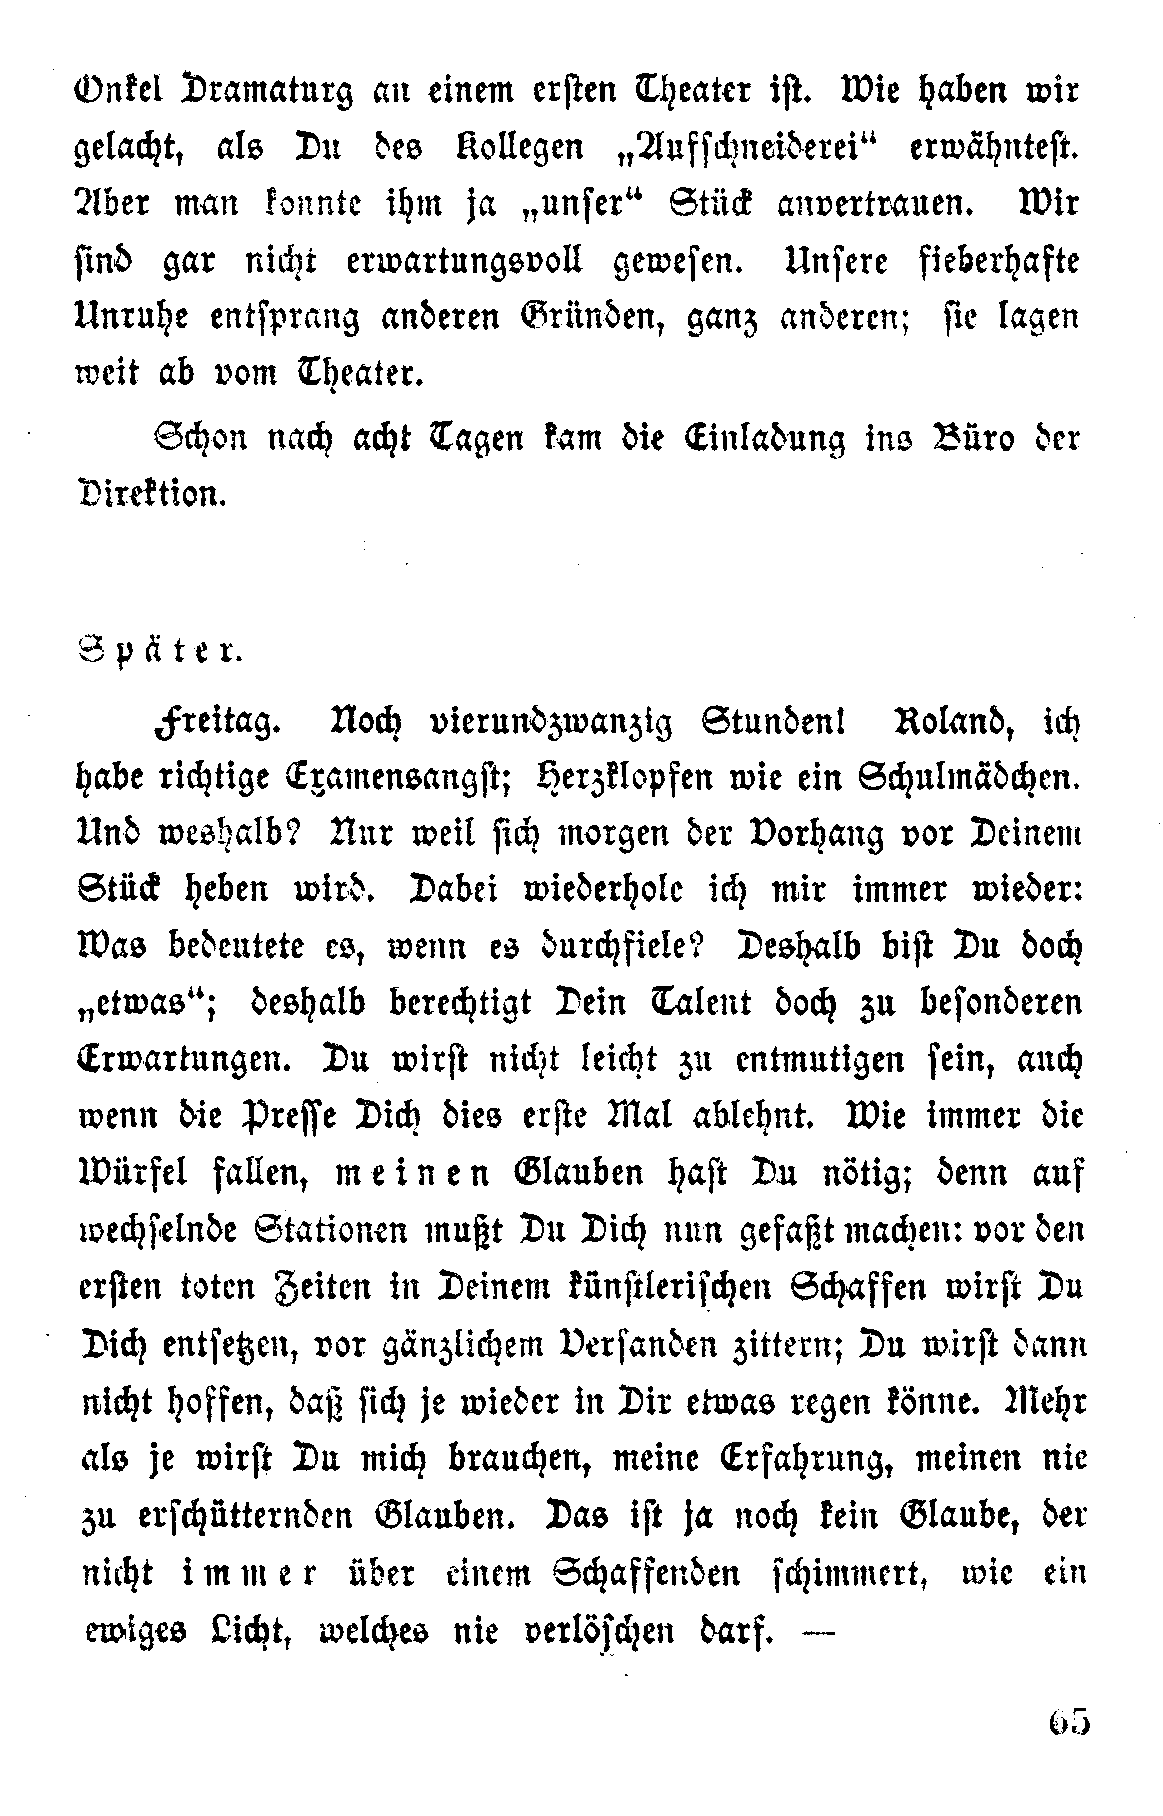 Onkel Dramaturg an einem ersten Theater ist. Wie haben wir
gelacht, als Du des Kollegen „Aufschneiderei“ erwähntest.
Aber man konnte ihm ja „unser“ Stück anvertrauen. Wir
sind gar nicht erwartungsvoll gewesen. Unsere fieberhafte
Unruhe entsprang anderen Gründen, ganz anderen; sie lagen
weit ab vom Theater.
Schon nach acht Tagen kam die Einladung ins Büro der
Direktion.
Später.
Freitag. Noch vierundzwanzig Stunden! Roland, ich
habe richtige Examensangst; Herzklopfen wie ein Schulmädchen.
Und weshalb? Nur weil sich morgen der Vorhang vor Deinem
Stück heben wird. Dabei wiederhole ich mir immer wieder:
Was bedeutete es, wenn es durchfiele? Deshalb bist Du doch
„etwas“; deshalb berechtigt Dein Talent doch zu besonderen
Erwartungen. Du wirst nicht leicht zu entmutigen sein, auch
wenn die Presse Dich dies erste Mal ablehnt. Wie immer die
Würfel fallen, meinen Glauben hast Du nötig; denn auf
wechselnde Stationen mußt Du Dich nun gefaßt machen: vor den
ersten toten Zeiten in Deinem künstlerischen Schaffen wirst Du
Dich entsetzen, vor gänzlichem Versanden zittern; Du wirst dann
nicht hoffen, daß sich je wieder in Dir etwas regen könne. Mehr
als je wirst Du mich brauchen, meine Erfahrung, meinen nie
zu erschütternden Glauben. Das ist ja noch kein Glaube, der
nicht immer über einem Schaffenden schimmert, wie ein
ewiges Licht, welches nie verlöschen darf. —
65